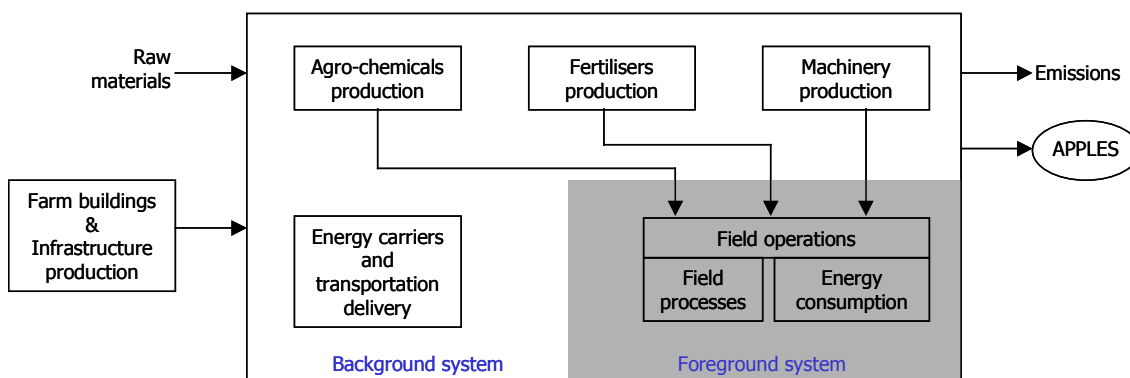 Raw
materials
Agro-chemicals
production
Fertilisers
production
Machinery
production
Emissions
APPLES
Farm buildings
&
Infrastructure
production
Energy carriers
and
transportation
delivery
Field operations
Field
processes
Energy
consumption
Background system
Foreground system